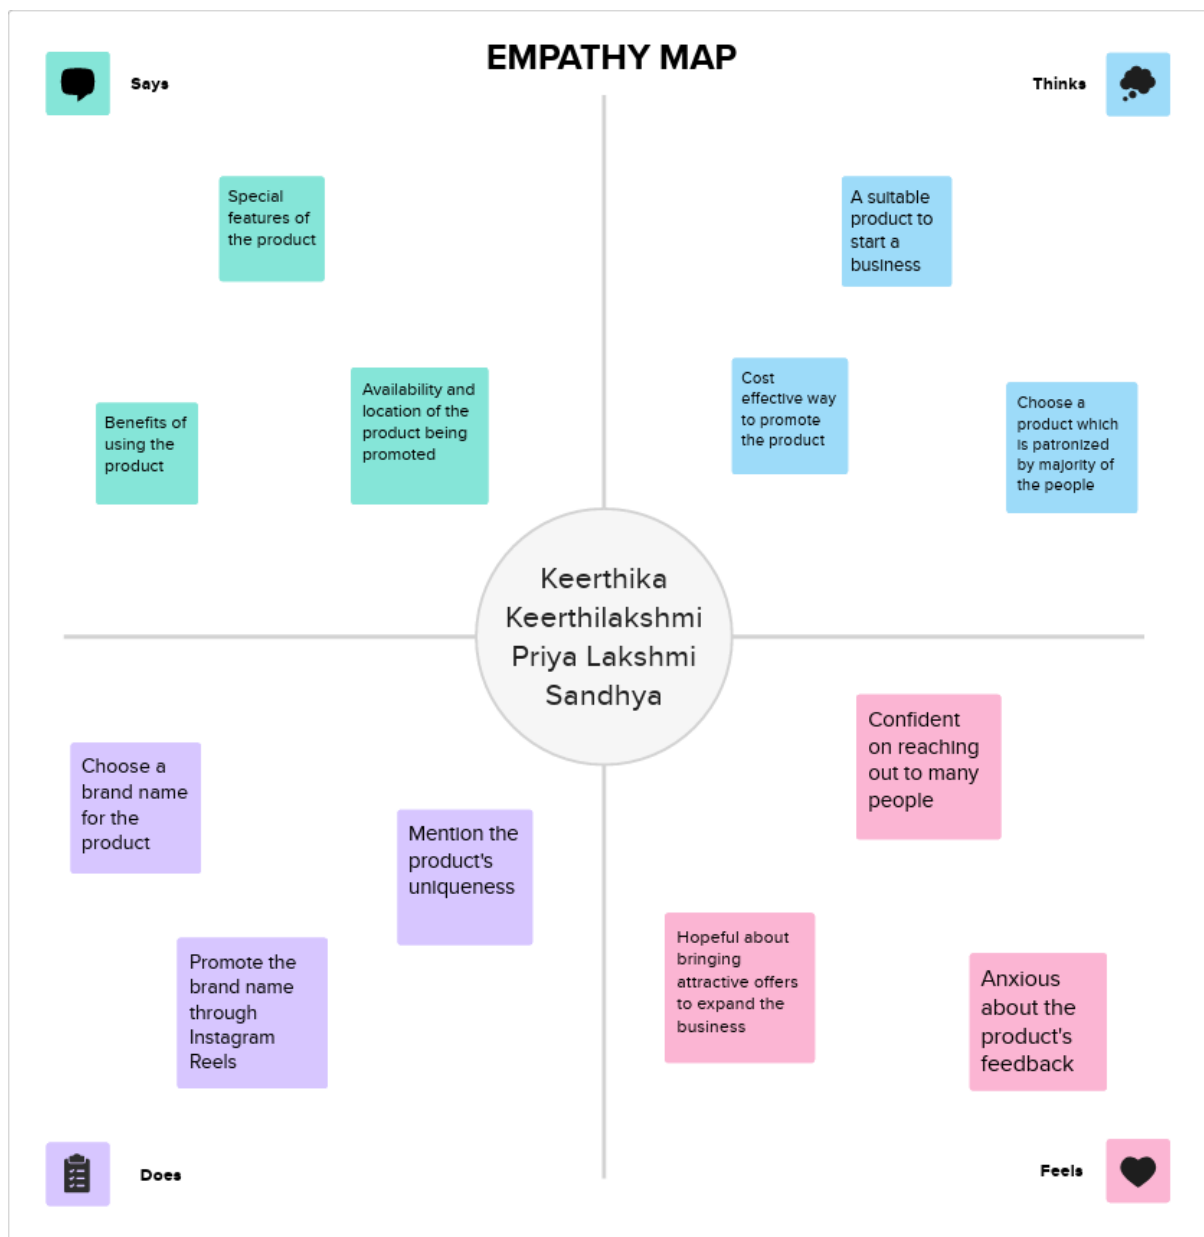 EMPATHY MAP
Says
Thinks
Special
features of
the product
A suitable
product to
start a
business
Benefits of
using the
product
Availability and
location of the
product being
promoted
Cost
effective way
to promote
the product
Choose a
product which
is patronized
by majority of
the people
Keerthika
Keerthilakshmi
Priya Lakshmi
Sandhya
Choose a
brand name
for the
product
Mention the
product's
uniqueness
Promote the
brand name
through
Instagram
Reels
Confident
on reaching
out to many
people
Hopeful about
bringing
attractive offers
to expand the
business
Anxious
about the
product's
feedback
Does
Feels